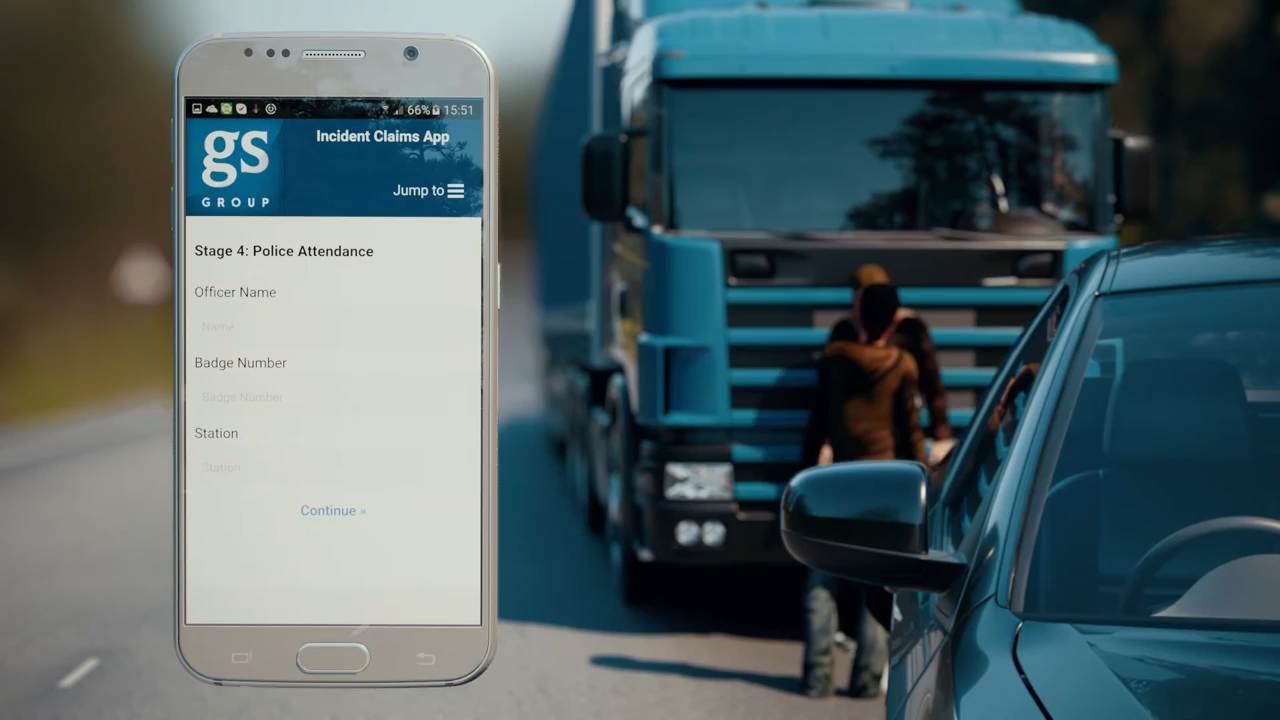 66% 15:51
gs
GROUP
Incident Claims App
Jump to
Stage 4: Police Attendance
Officer Name
Name
Badge Number
Badge Number
Station
Station
Continue »